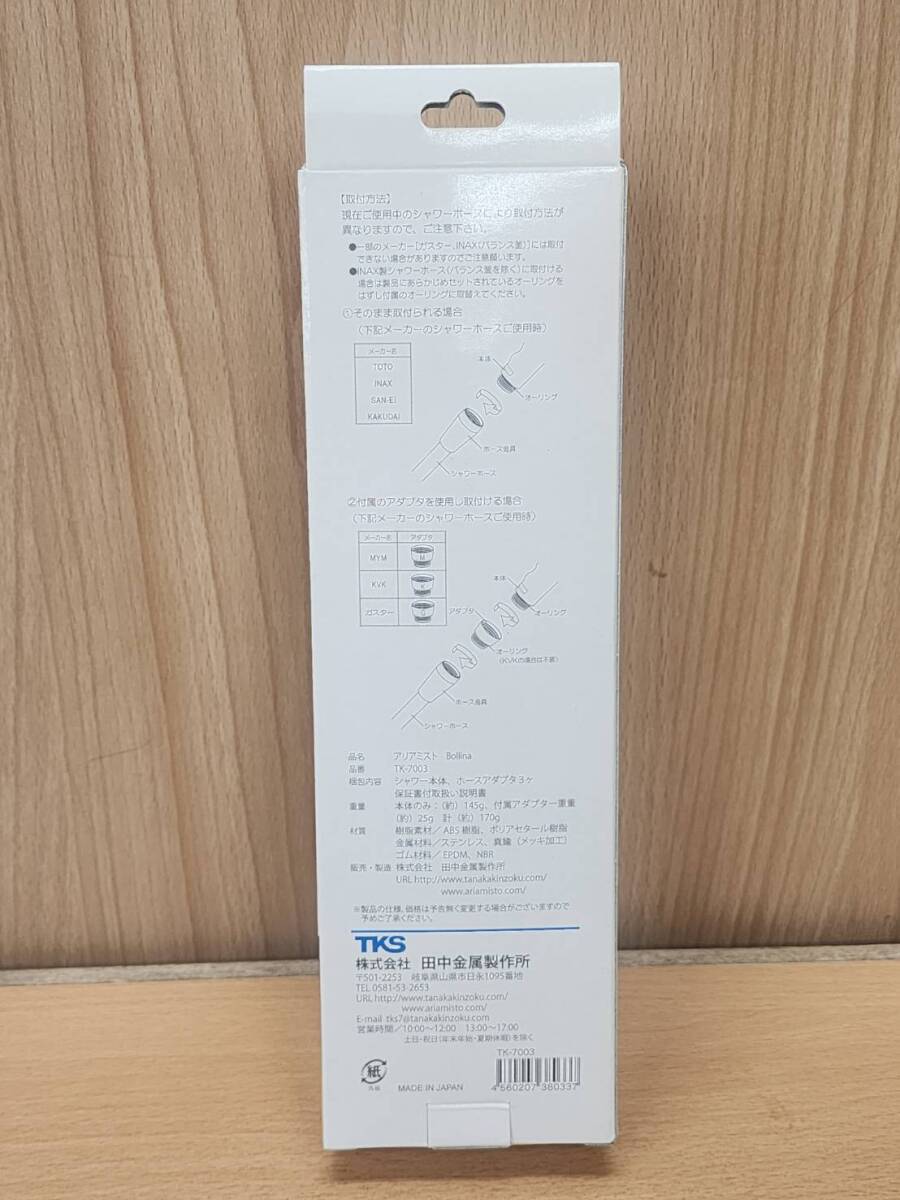 【取付方法】
現在ご使用中のシャワーホースにより取付方法が
異なりますので、ご注意下さい。
●一部のメーカー[ガスター、INAX(バランス釜)]には取付
できない場合がありますのでご注意願います。
●INAX製シャワーホース(バランス釜を除く)に取付ける
場合は製品にあらかじめセットされているオーリングを
はずし付属のオーリングに取替えてください。
①そのまま取付られる場合
(下記メーカーのシャワーホースご使用時)
メーカー名
TOTO
INAX
SAN-EI
KAKUDAI
本体
オーリング
ホース金具
シャワーホース
②付属のアダプタを使用し取付ける場合
(下記メーカーのシャワーホースご使用時)
メーカー名 アダプタ
MYM M
KVK K
ガスター G
本体
アダプタ
オーリング
オーリング
(KVKの場合は不要)
ホース金具
シャワーホース
品名 アリアミスト Bollina
品番 TK-7003
梱包内容 シャワー本体、ホースアダプタ3ヶ
保証書付取扱い説明書
重量 本体のみ:(約)145g、付属アダプター重重
(約)25g 計(約)170g
材質 樹脂素材/ABS樹脂、ポリアセタール樹脂
金属材料/ステンレス、真鍮(メッキ加工)
ゴム材料/EPDM、NBR
販売・製造 株式会社 田中金属製作所
URL http://www.tanakakinzoku.com/
www.ariamisto.com/
※製品の仕様、価格は予告無く変更する場合がございますので
予めご了承ください。
TKS
株式会社 田中金属製作所
〒501-2253 岐阜県山県市日永1095番地
TEL 0581-53-2653
URL http://www.tanakakinzoku.com/
www.ariamisto.com/
E-mail tks7@tanakakinzoku.com
営業時間/10:00〜12:00 13:00〜17:00
土日・祝日(年末年始・夏期休暇)を除く
TK-7003
紙
外箱
MADE IN JAPAN
4 560207 380337